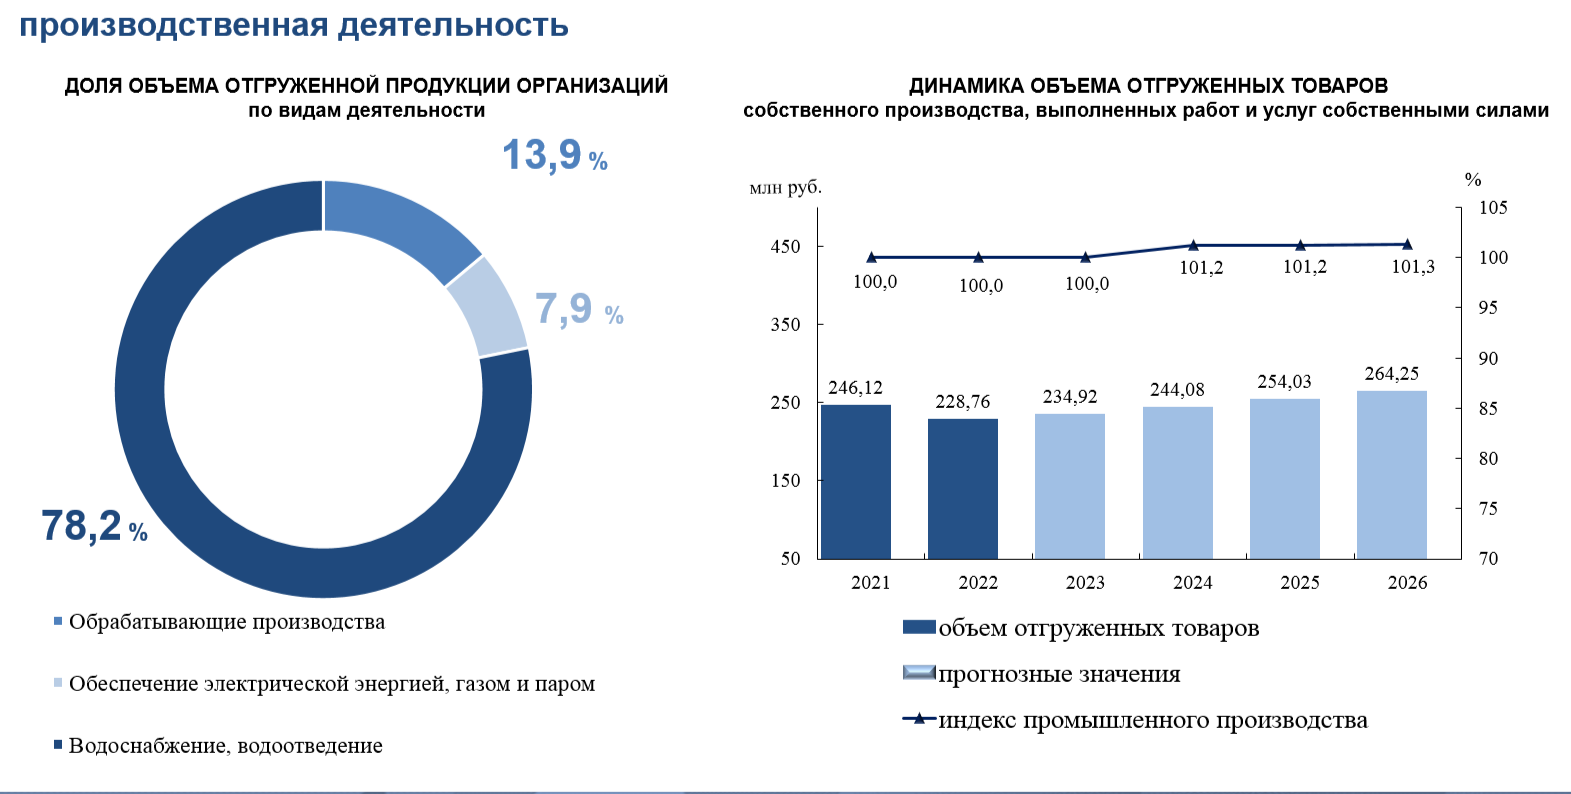 производственная деятельность
ДОЛЯ ОБЪЕМА ОТГРУЖЕННОЙ ПРОДУКЦИИ ОРГАНИЗАЦИЙ
по видам деятельности
13,9 %
7,9 %
78,2 %
Обрабатывающие производства
Обеспечение электрической энергией, газом и паром
Водоснабжение, водоотведение
ДИНАМИКА ОБЪЕМА ОТГРУЖЕННЫХ ТОВАРОВ
собственного производства, выполненных работ и услуг собственными силами
млн руб.
%
450
350
250
150
50
105
100
95
90
85
80
75
70
100,0
100,0
100,0
101,2
101,2
101,3
246,12
228,76
234,92
244,08
254,03
264,25
2021
2022
2023
2024
2025
2026
объем отгруженных товаров
прогнозные значения
индекс промышленного производства